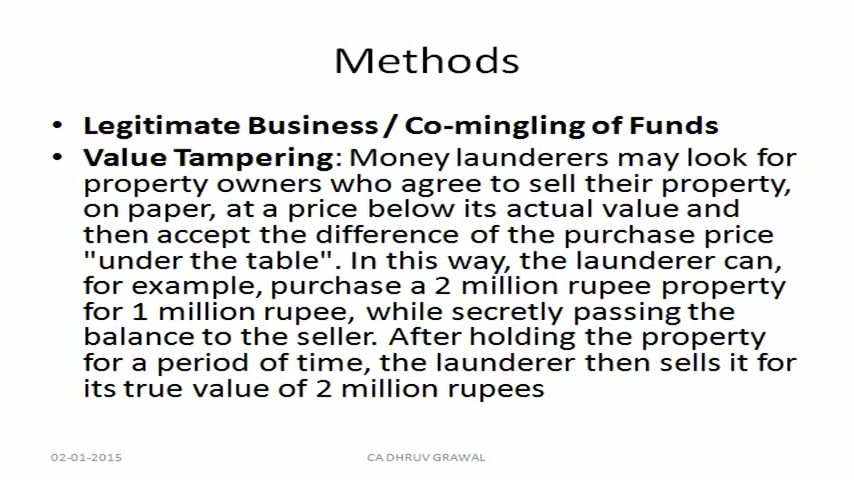 Methods
• Legitimate Business / Co-mingling of Funds
• Value Tampering: Money launderers may look for
property owners who agree to sell their property,
on paper, at a price below its actual value and
then accept the difference of the purchase price
"under the table". In this way, the launderer can,
for example, purchase a 2 million rupee property
for 1 million rupee, while secretly passing the
balance to the seller. After holding the property
for a period of time, the launderer then sells it for
its true value of 2 million rupees
02-01-2015
CA DHRUV GRAWAL